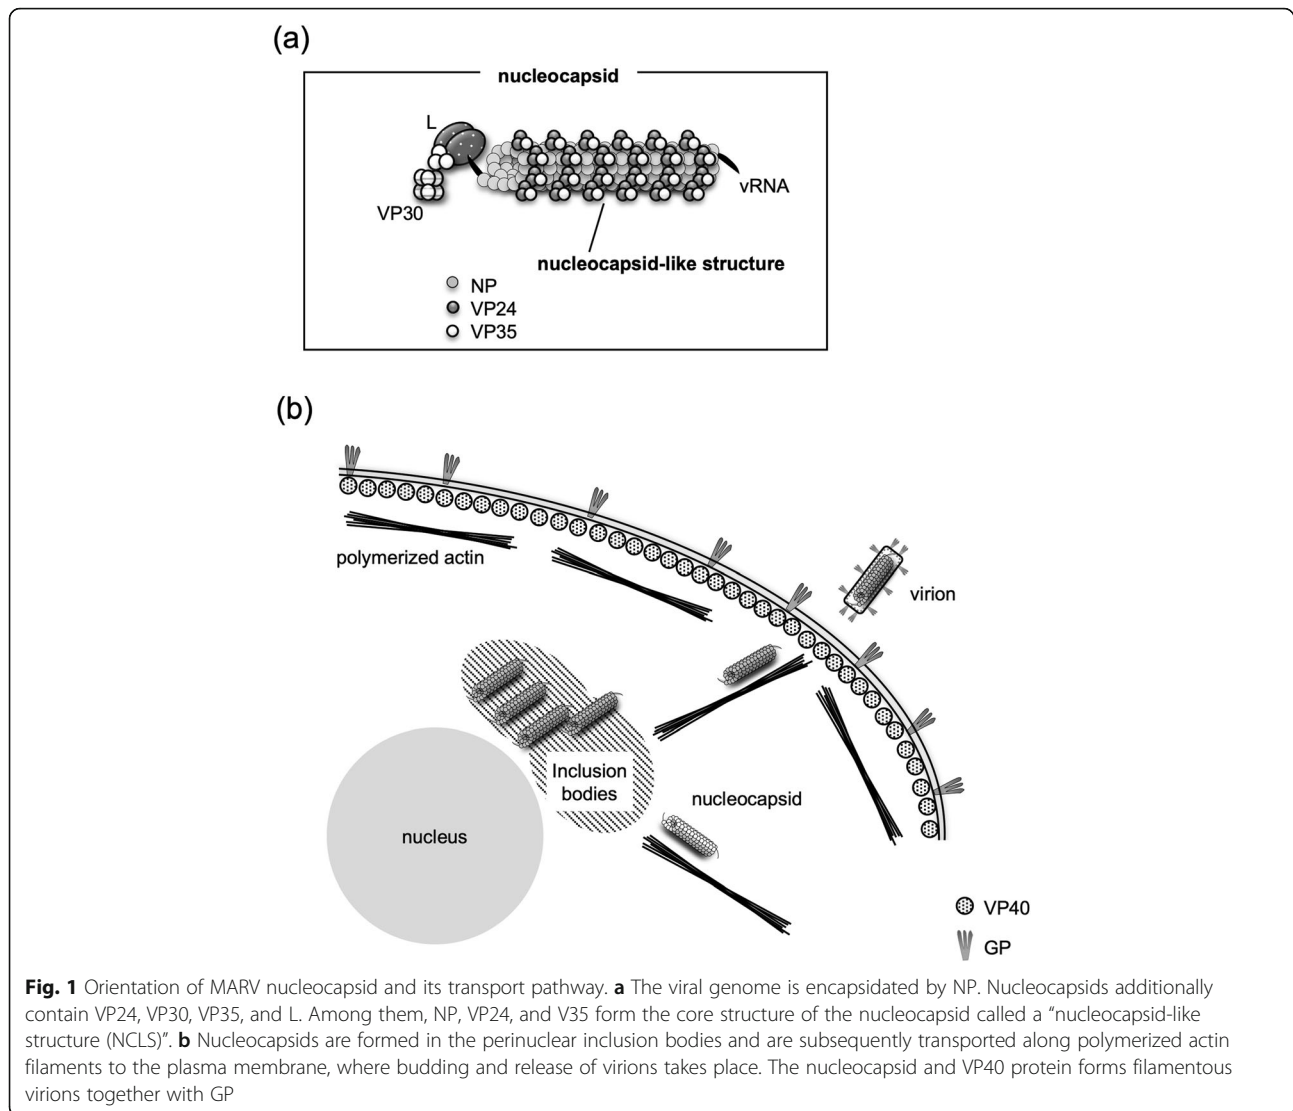 (a)
nucleocapsid
L
vRNA
VP30
nucleocapsid-like structure
NP
VP24
VP35
(b)
polymerized actin
virion
Inclusion
bodies
nucleocapsid
nucleus
VP40
GP
Fig. 1 Orientation of MARV nucleocapsid and its transport pathway. a The viral genome is encapsidated by NP. Nucleocapsids additionally
contain VP24, VP30, VP35, and L. Among them, NP, VP24, and V35 form the core structure of the nucleocapsid called a “nucleocapsid-like
structure (NCLS)”. b Nucleocapsids are formed in the perinuclear inclusion bodies and are subsequently transported along polymerized actin
filaments to the plasma membrane, where budding and release of virions takes place. The nucleocapsid and VP40 protein forms filamentous
virions together with GP